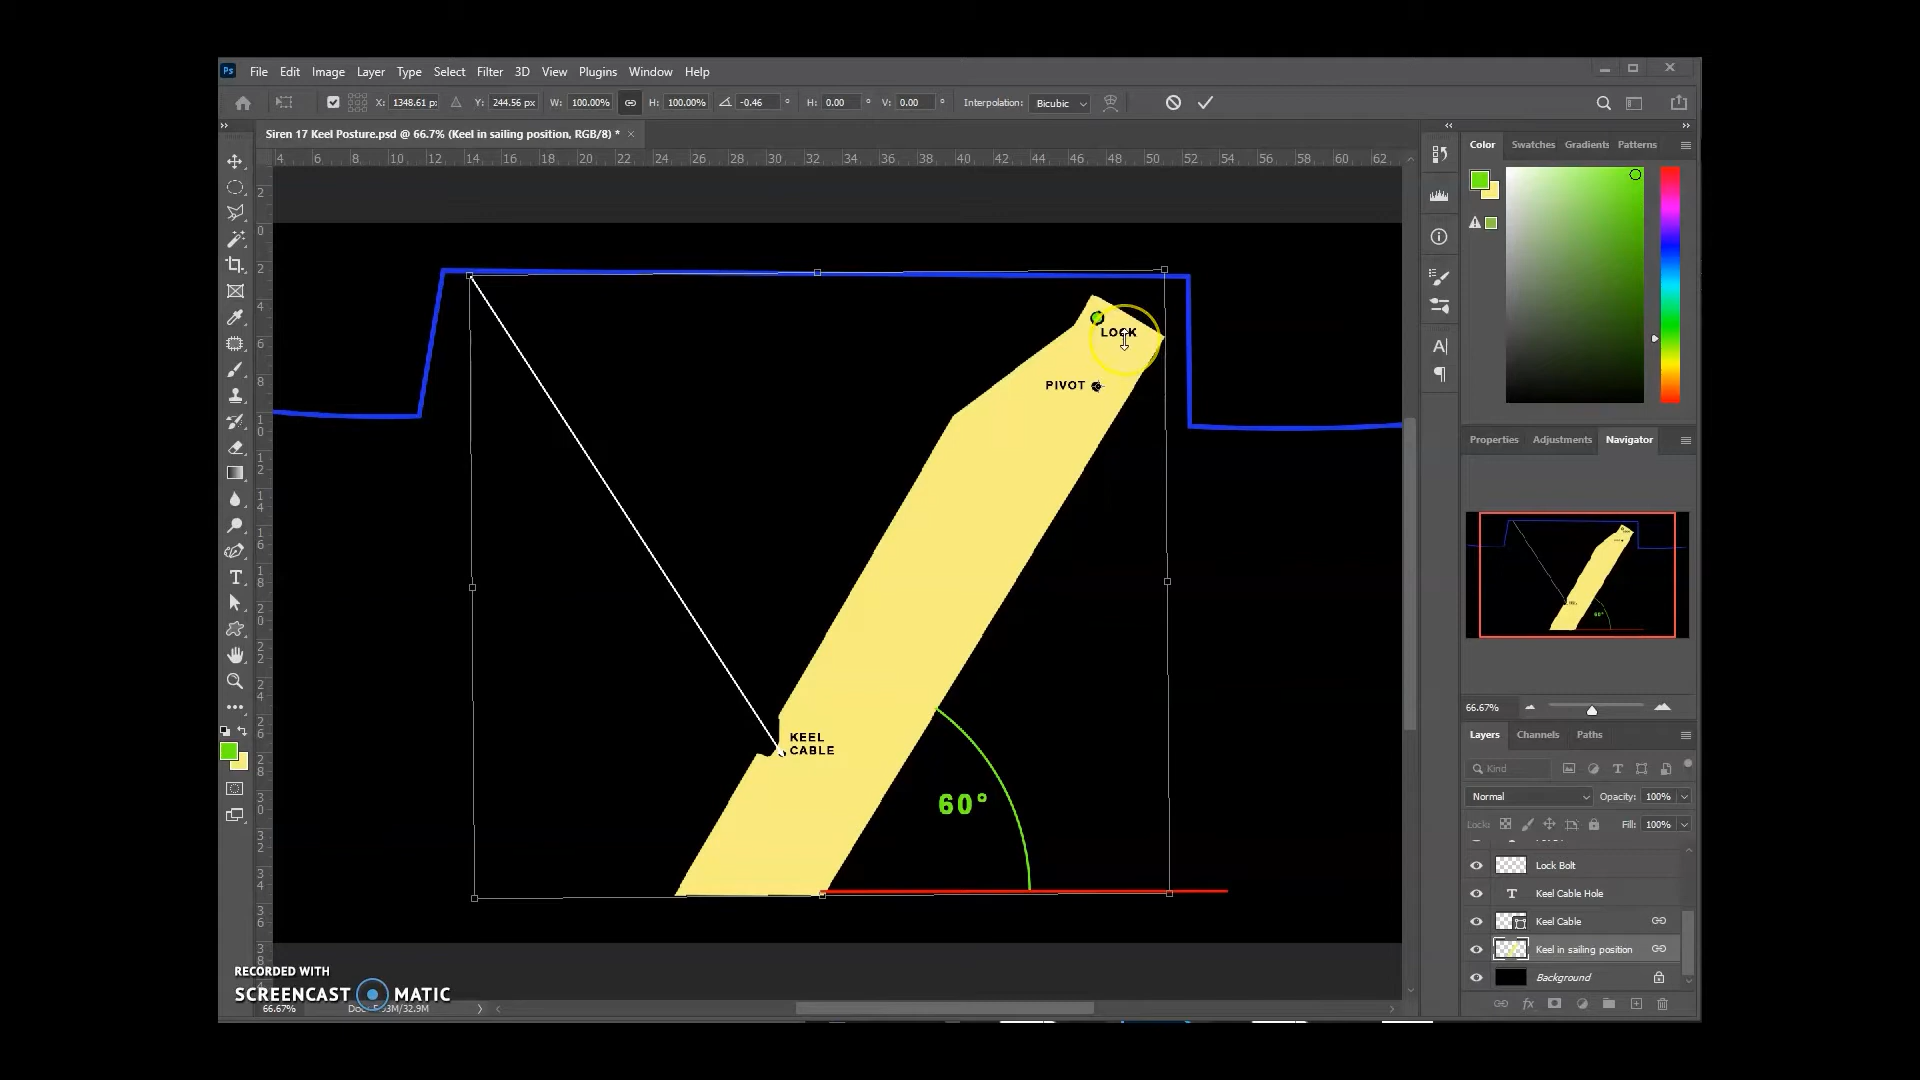 Ps File Edit Image Layer Type Select Filter 3D View Plugins Window Help
X: 1348.61 px Y: 244.56 px W: 100.00% H: 100.00% -0.46 ° H: 0.00 ° V: 0.00 ° Interpolation: Bicubic
Siren 17 Keel Posture.psd @ 66.7% (Keel in sailing position, RGB/8) * ×
4 6 8 10 12 14 16 18 20 22 24 26 28 30 32 34 36 38 40 42 44 46 48 50 52 54 56 58 60 62
Color Swatches Gradients Patterns
LOCK
PIVOT
KEEL
CABLE
60°
Properties Adjustments Navigator
66.67%
Layers Channels Paths
Kind
Normal Opacity: 100%
Lock: Fill: 100%
Lock Bolt
T Keel Cable Hole
Keel Cable
Keel in sailing position
Background
RECORDED WITH
SCREENCAST MATIC
66.67%